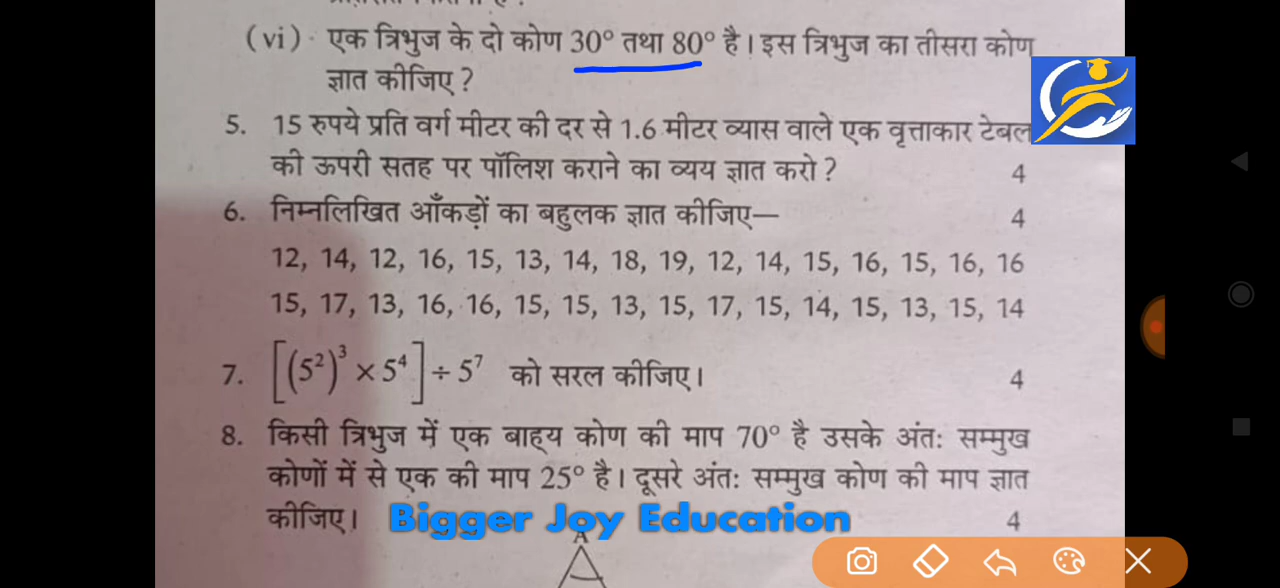 (vi) एक त्रिभुज के दो कोण 30° तथा 80° है। इस त्रिभुज का तीसरा कोण
ज्ञात कीजिए ?
5. 15 रुपये प्रति वर्ग मीटर की दर से 1.6 मीटर व्यास वाले एक वृत्ताकार टेबल
की ऊपरी सतह पर पॉलिश कराने का व्यय ज्ञात करो ? 4
6. निम्नलिखित आँकड़ों का बहुलक ज्ञात कीजिए— 4
12, 14, 12, 16, 15, 13, 14, 18, 19, 12, 14, 15, 16, 15, 16, 16
15, 17, 13, 16, 16, 15, 15, 13, 15, 17, 15, 14, 15, 13, 15, 14
7. [(5²)³ × 5⁴] ÷ 5⁷ को सरल कीजिए। 4
8. किसी त्रिभुज में एक बाह्य कोण की माप 70° है उसके अंतः सम्मुख
कोणों में से एक की माप 25° है। दूसरे अंतः सम्मुख कोण की माप ज्ञात
कीजिए। 4
Bigger Joy Education
A